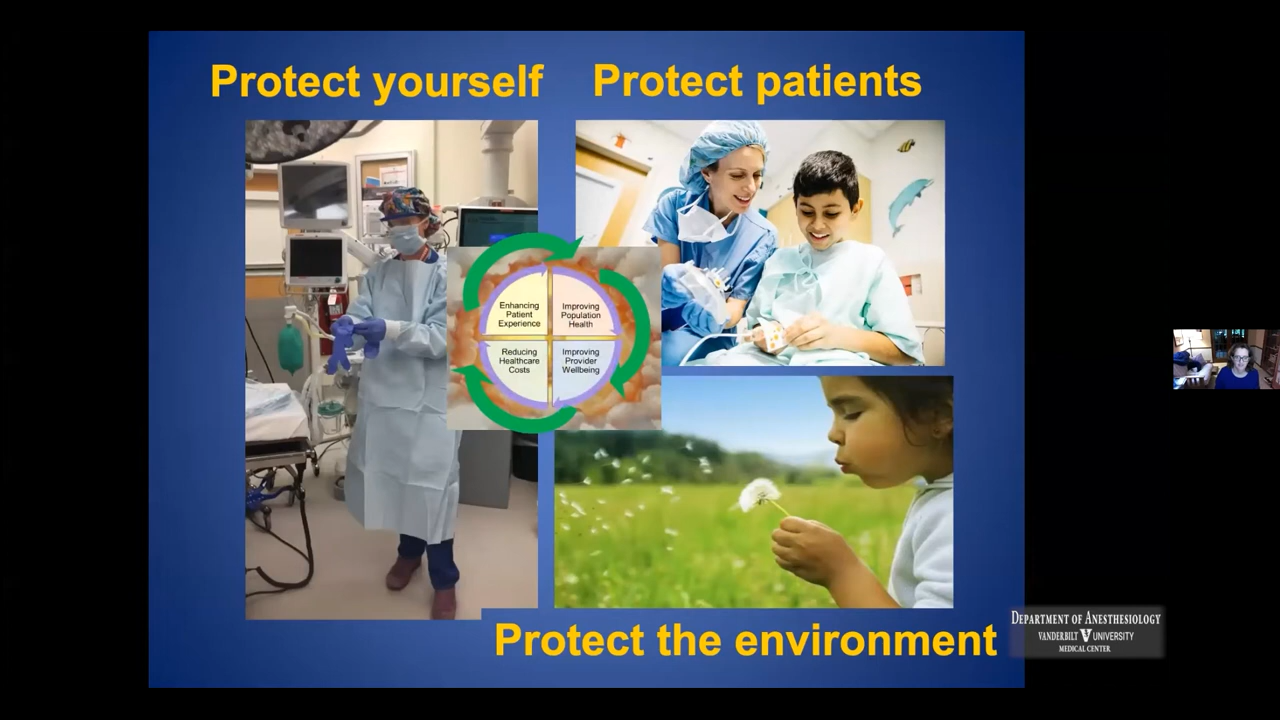 Protect yourself
Protect patients
Enhancing
Patient
Experience
Improving
Population
Health
Reducing
Healthcare
Costs
Improving
Provider
Wellbeing
Protect the environment
DEPARTMENT OF ANESTHESIOLOGY
VANDERBILT UNIVERSITY
MEDICAL CENTER